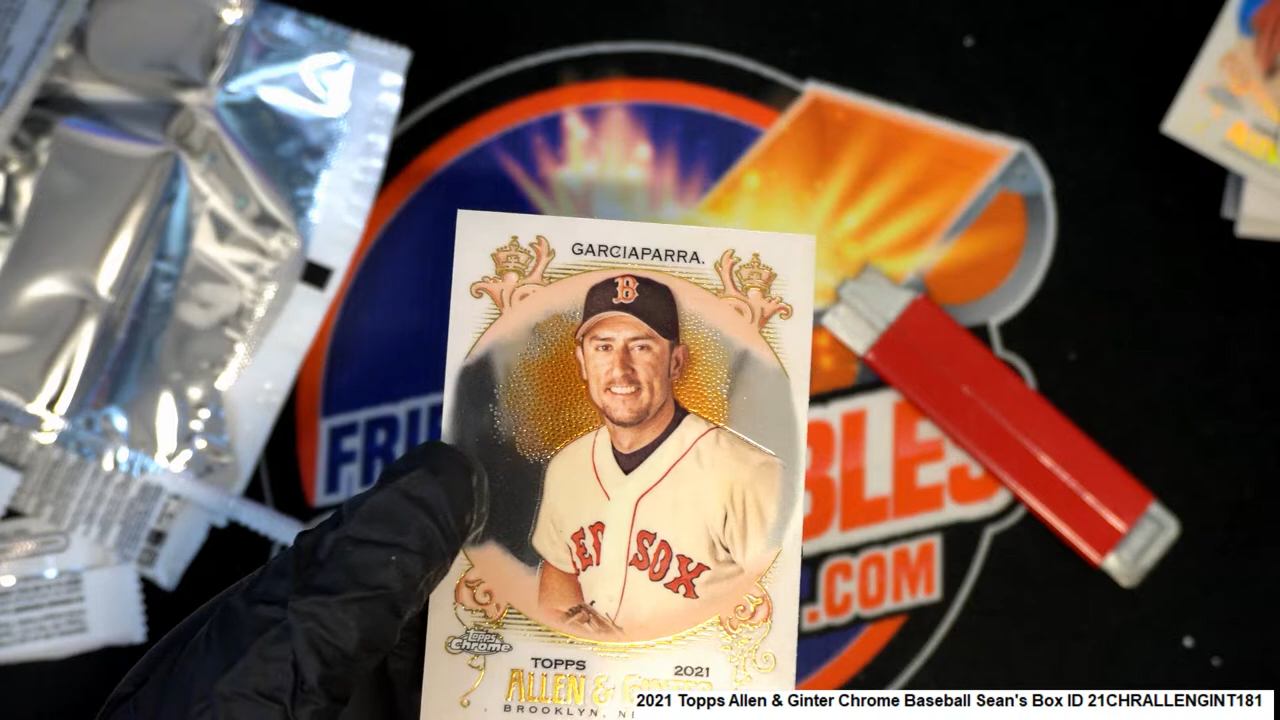 GARCIAPARRA.
B
RED SOX
FRI
BLES
.COM
Topps
Chrome
TOPPS 2021
ALLEN & GINTER
BROOKLYN, NE
2021 Topps Allen & Ginter Chrome Baseball Sean's Box ID 21CHRALLENGINT181